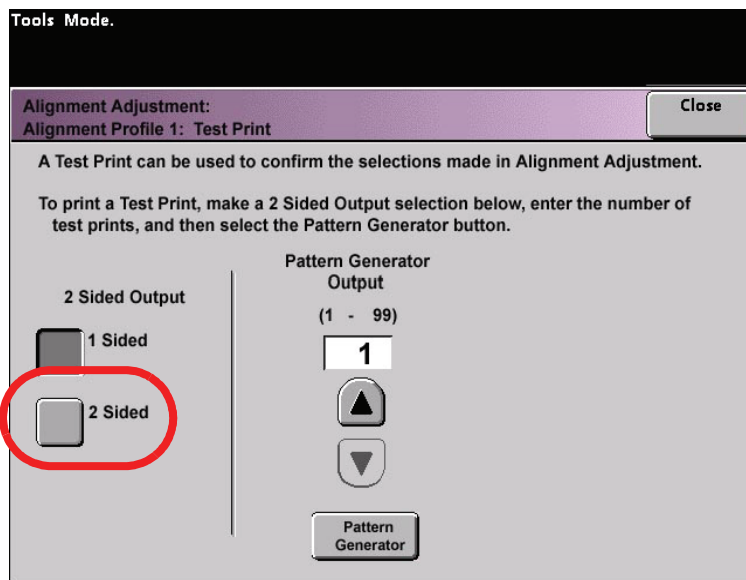 Tools Mode.
Alignment Adjustment:
Alignment Profile 1: Test Print
Close
A Test Print can be used to confirm the selections made in Alignment Adjustment.
To print a Test Print, make a 2 Sided Output selection below, enter the number of
test prints, and then select the Pattern Generator button.
2 Sided Output
1 Sided
2 Sided
Pattern Generator
Output
(1 - 99)
1
Pattern
Generator